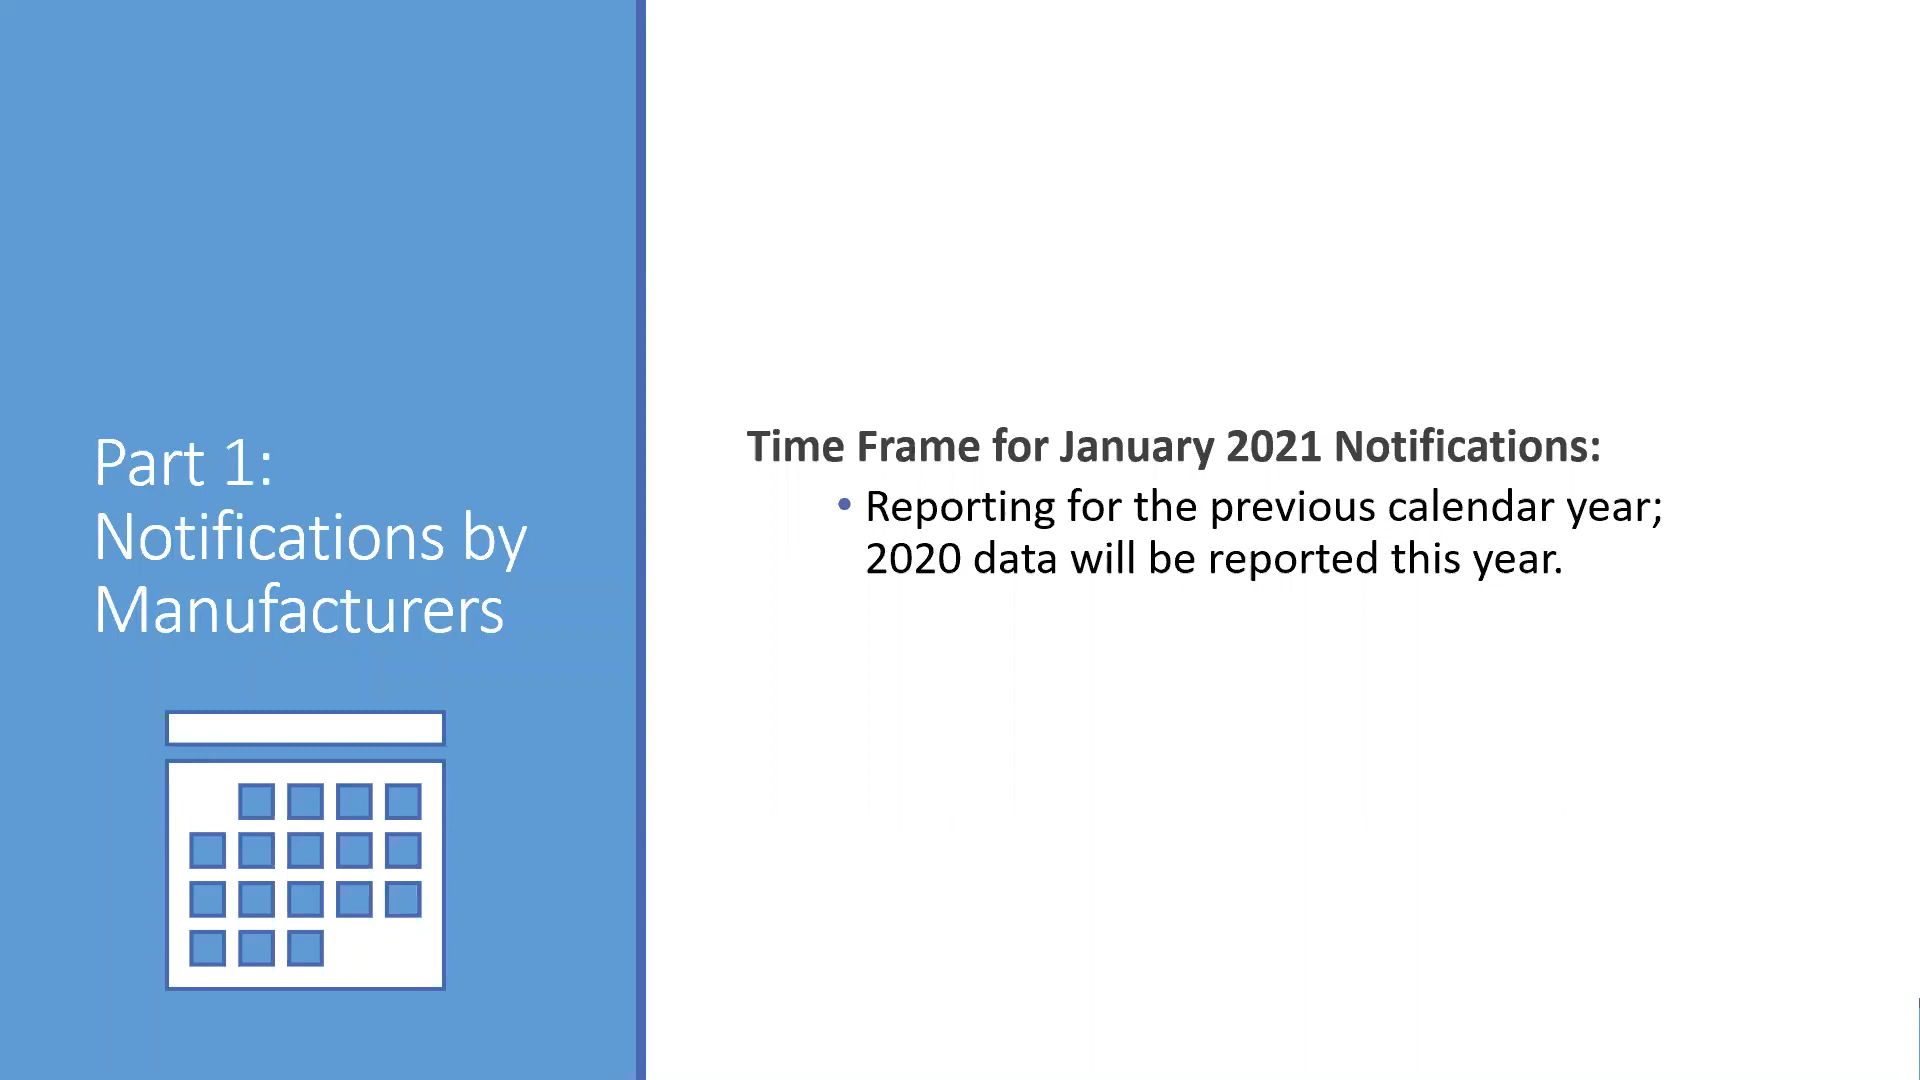 Part 1:
Notifications by
Manufacturers
Time Frame for January 2021 Notifications:
• Reporting for the previous calendar year;
2020 data will be reported this year.